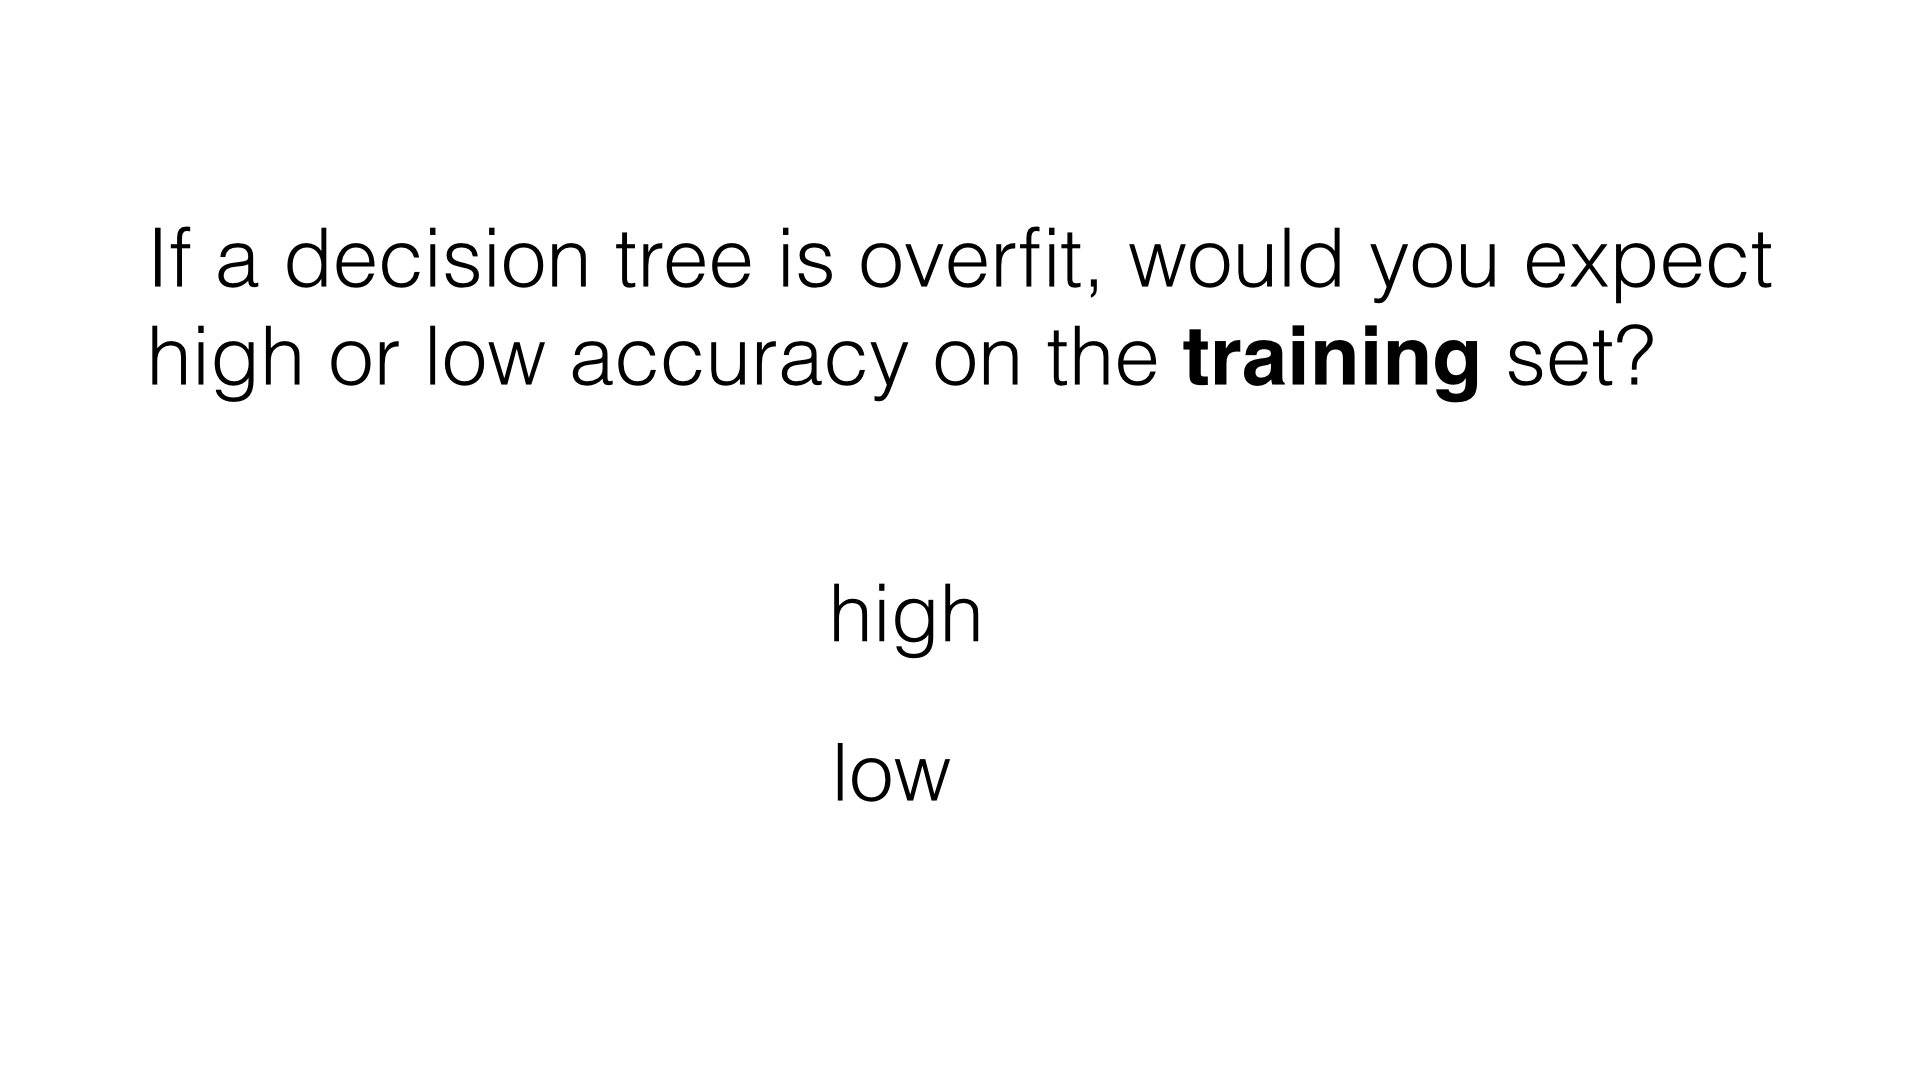 If a decision tree is overfit, would you expect
high or low accuracy on the training set?
high
low